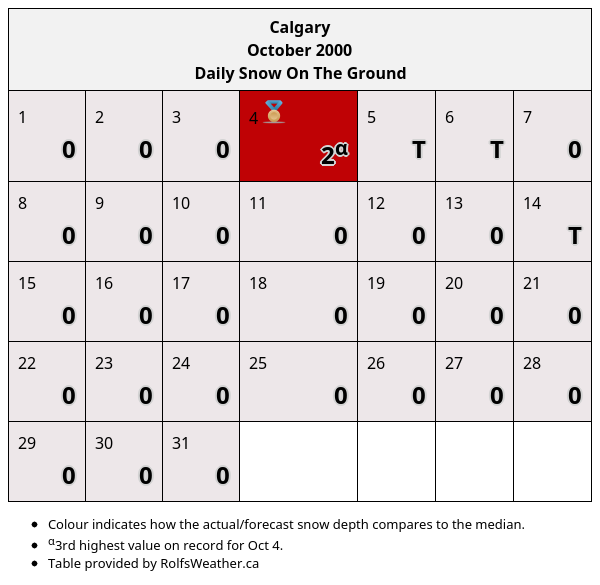 Calgary
October 2000
Daily Snow On The Ground
1 2 3 4 5 6 7
0 0 0 2α T T 0
8 9 10 11 12 13 14
0 0 0 0 0 0 T
15 16 17 18 19 20 21
0 0 0 0 0 0 0
22 23 24 25 26 27 28
0 0 0 0 0 0 0
29 30 31
0 0 0
• Colour indicates how the actual/forecast snow depth compares to the median.
• α3rd highest value on record for Oct 4.
• Table provided by RolfsWeather.ca